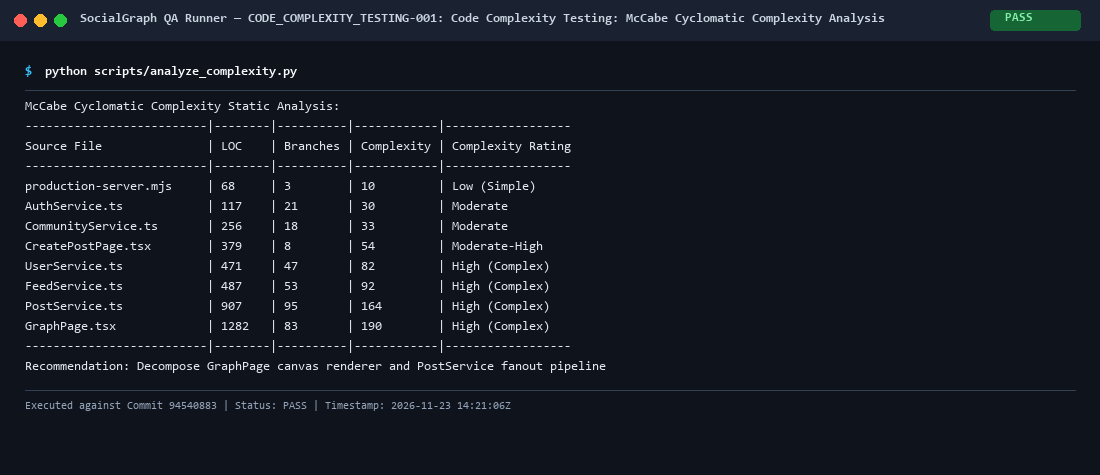 SocialGraph QA Runner — CODE_COMPLEXITY_TESTING-001: Code Complexity Testing: McCabe Cyclomatic Complexity Analysis PASS
$ python scripts/analyze_complexity.py
McCabe Cyclomatic Complexity Static Analysis:
--------------------------|--------|----------|------------|------------------
Source File               | LOC    | Branches | Complexity | Complexity Rating
--------------------------|--------|----------|------------|------------------
production-server.mjs     | 68     | 3        | 10         | Low (Simple)
AuthService.ts            | 117    | 21       | 30         | Moderate
CommunityService.ts       | 256    | 18       | 33         | Moderate
CreatePostPage.tsx        | 379    | 8        | 54         | Moderate-High
UserService.ts            | 471    | 47       | 82         | High (Complex)
FeedService.ts            | 487    | 53       | 92         | High (Complex)
PostService.ts            | 907    | 95       | 164        | High (Complex)
GraphPage.tsx             | 1282   | 83       | 190        | High (Complex)
--------------------------|--------|----------|------------|------------------
Recommendation: Decompose GraphPage canvas renderer and PostService fanout pipeline
Executed against Commit 94540883 | Status: PASS | Timestamp: 2026-11-23 14:21:06Z